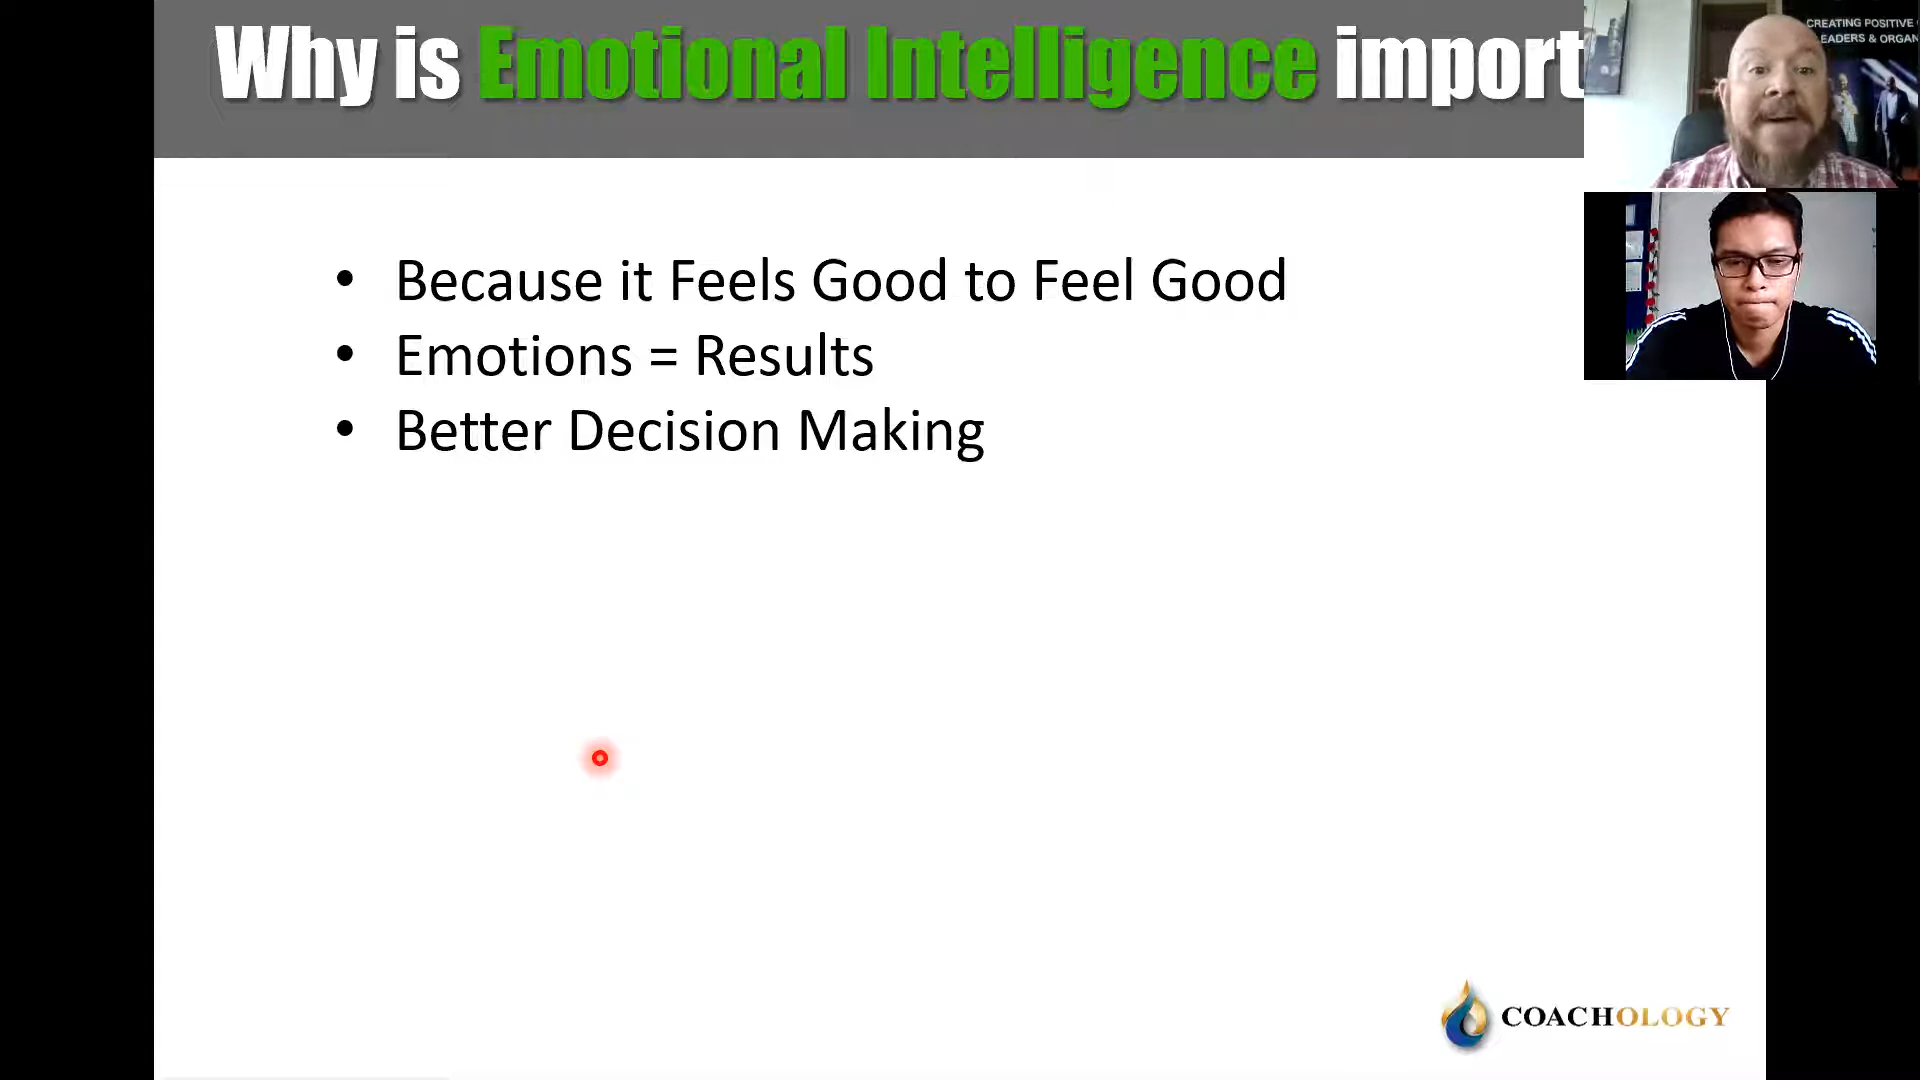 Why is Emotional Intelligence import
CREATING POSITIVE
EADERS & ORGAN
• Because it Feels Good to Feel Good
• Emotions = Results
• Better Decision Making
COACHOLOGY